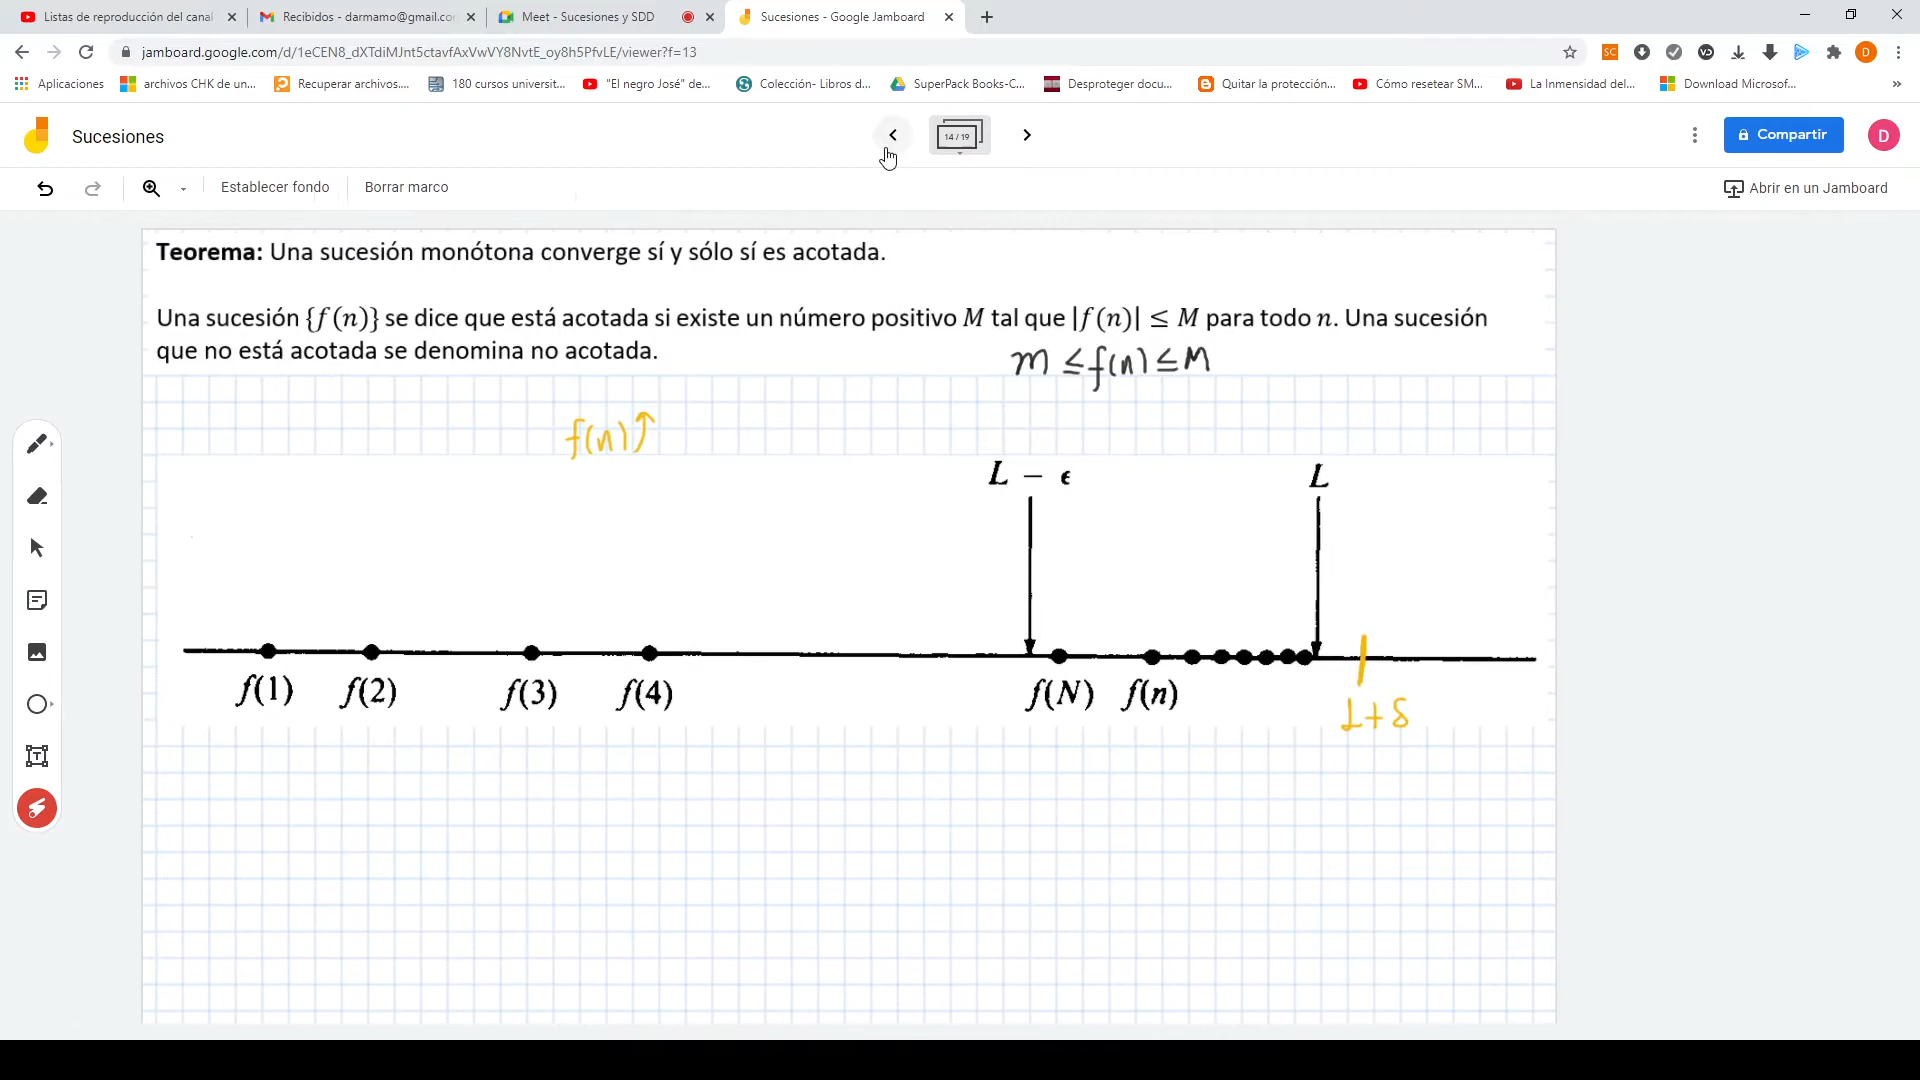 Listas de reproducción del canal
Recibidos - darmamo@gmail.co
Meet - Sucesiones y SDD
Sucesiones - Google Jamboard
jamboard.google.com/d/1eCEN8_dXTdiMJnt5ctavfAxVwVY8NvtE_oy8h5PfvLE/viewer?f=13
SC
D
Aplicaciones
archivos CHK de un...
Recuperar archivos....
180 cursos universit...
"El negro José" de...
Colección- Libros d...
SuperPack Books-C...
Desproteger docu...
Quitar la protección...
Cómo resetear SM...
La Inmensidad del...
Download Microsof...
»
Sucesiones
14 / 19
Compartir
D
Establecer fondo
Borrar marco
Abrir en un Jamboard
Teorema: Una sucesión monótona converge sí y sólo sí es acotada.
Una sucesión {f(n)} se dice que está acotada si existe un número positivo M tal que |f(n)| ≤ M para todo n. Una sucesión
que no está acotada se denomina no acotada.
m ≤ f(n) ≤ M
f(n) ↑
L − ϵ
L
f(1) f(2) f(3) f(4) f(N) f(n)
L + δ